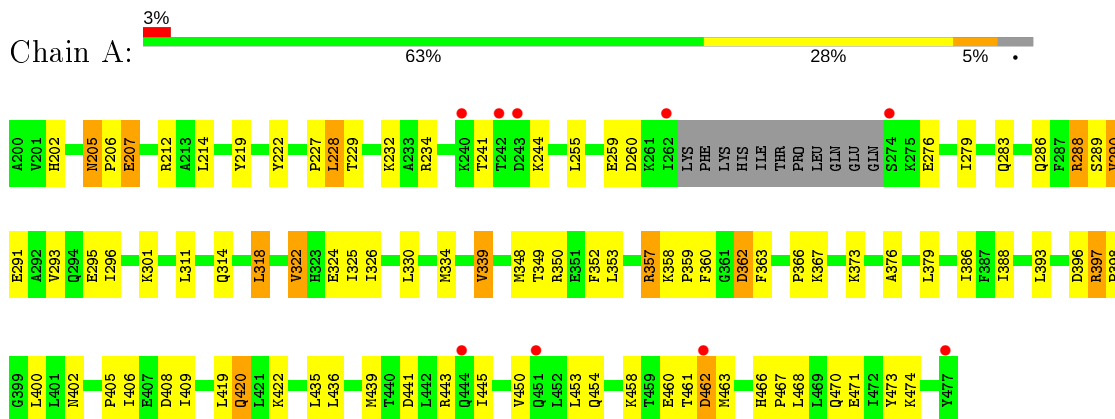 3%
Chain A:
63% 28% 5% •
A200 V201 H202 N205 P206 E207 R212 A213 L214 Y219 Y222 P227 L228 T229 K232 A233 R234 K240 T241 T242 D243 K244 L255 E259 D260 K261 I262 LYS PHE LYS HIS ILE THR PRO LEU GLN GLU GLN S274 K275 E276 I279 Q283 Q286 F287 R288 S289 V290
E291 A292 V293 Q294 E295 I296 K301 L311 Q314 L318 V322 H323 E324 I325 I326 L330 M334 V339 M348 T349 R350 E351 F352 L353 R357 K358 P359 F360 G361 D362 F363 P366 K367 K373 A376 L379 I386 F387 I388 L393 D396 R397 P398
G399 L400 L401 N402 P405 I406 E407 D408 I409 L419 Q420 L421 K422 L435 L436 M439 T440 D441 L442 R443 Q444 I445 V450 Q451 L452 L453 Q454 K458 T459 E460 T461 D462 M463 H466 P467 L468 L469 Q470 E471 I472 Y473 K474 Y477